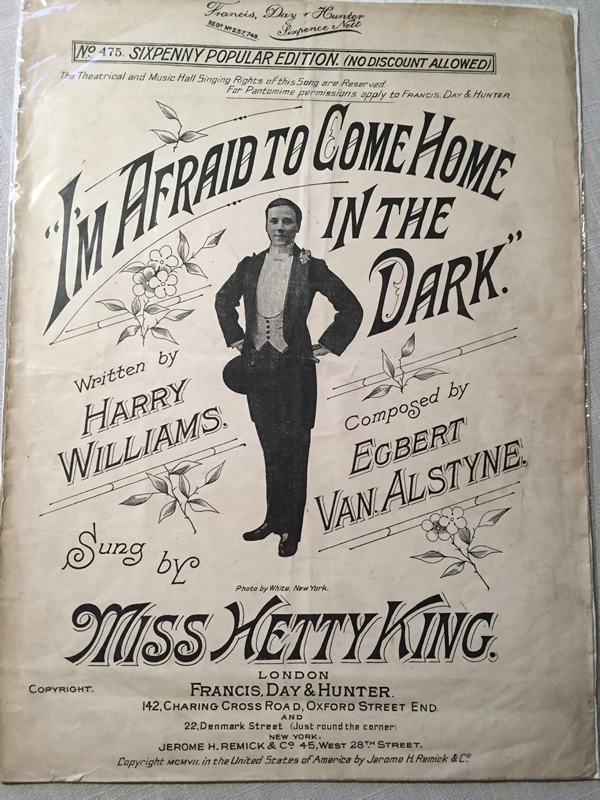 Francis, Day & Hunter
REGD. NO 257,748.
Sixpence Nett
No. 475. SIXPENNY POPULAR EDITION. (NO DISCOUNT ALLOWED)
The Theatrical and Music Hall Singing Rights of this Song are Reserved.
For Pantomime permissions apply to FRANCIS, DAY & HUNTER
"I'M AFRAID TO COME HOME
IN THE
DARK."
Written by
HARRY
WILLIAMS.
Composed by
EGBERT
VAN, ALSTYNE.
Sung by
Photo by White, New York.
MISS HETTY KING.
LONDON
COPYRIGHT.
FRANCIS, DAY & HUNTER.
142, CHARING CROSS ROAD, OXFORD STREET END
AND
22, Denmark Street (Just round the corner)
NEW YORK.
JEROME H. REMICK & Co 45, WEST 28TH STREET.
Copyright MCMVII, in the United States of America by Jerome H. Remick & Co